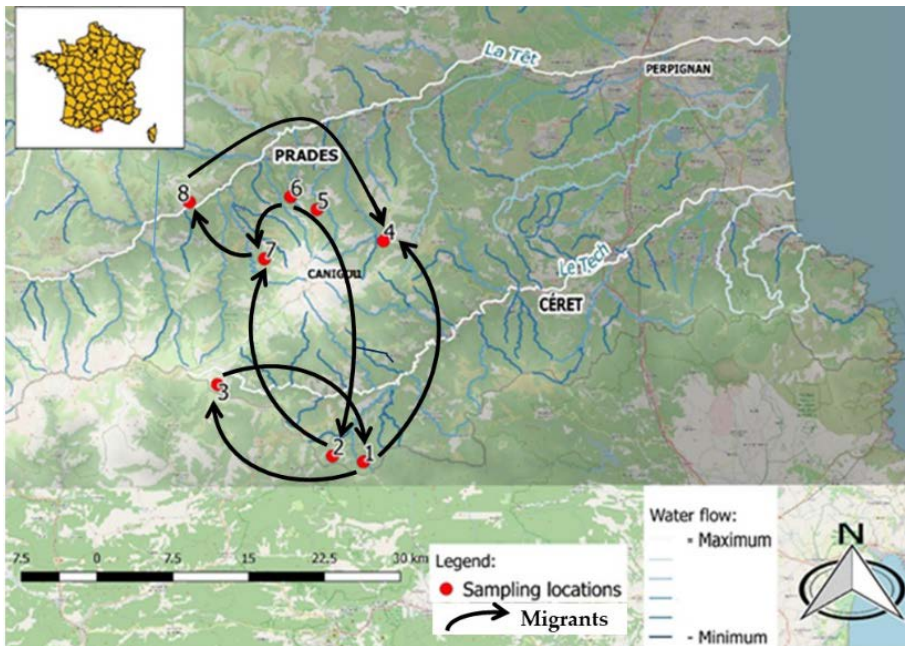 La Têt
PERPIGNAN
PRADES
8
6
5
4
7
CANIGOU
Le Tech
CÉRET
3
2
1
7.5 0 7.5 15 22.5 30 km
Legend:
Sampling locations
Migrants
Water flow:
- Maximum
- Minimum
N